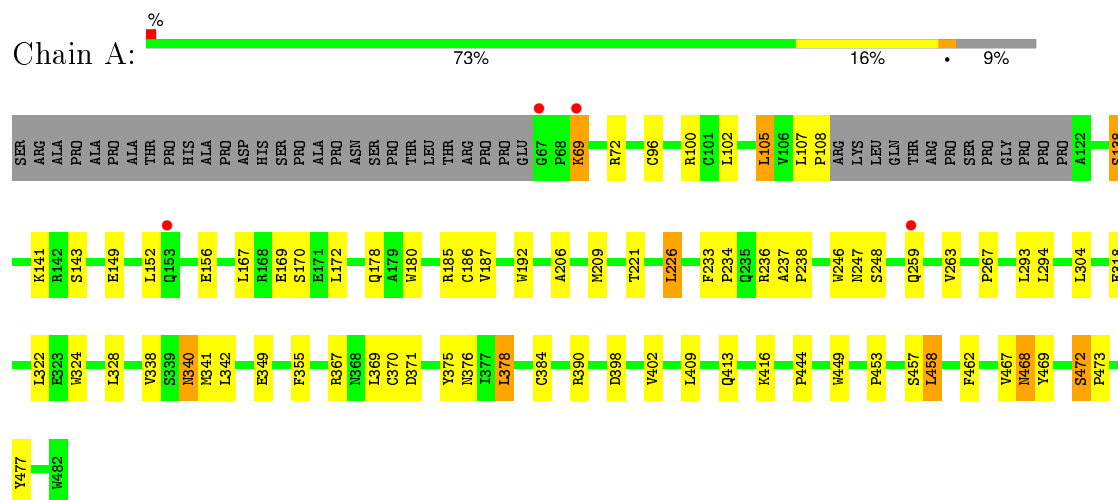 %
Chain A:
73% 16% • 9%
SER ARG ALA PRO ALA PRO ALA THR PRO HIS ALA PRO ASP HIS SER PRO ALA PRO ASN SER PRO THR LEU THR ARG PRO PRO GLU G67 P68 K69 R72 C96 R100 C101 L102 L105 V106 L107 P108 ARG LYS LEU GLN THR ARG PRO SER PRO GLY PRO PRO PRO A122 S138
K141 R142 S143 E149 L152 Q153 E156 L167 R168 E169 S170 E171 L172 Q178 A179 W180 R185 C186 V187 W192 A206 M209 T221 L226 F233 P234 Q235 R236 A237 P238 W246 N247 S248 Q259 V263 P267 L293 L294 L304
L322 E323 W324 L328 V338 S339 N340 M341 L342 E349 F355 R367 N368 L369 C370 D371 Y375 N376 I377 L378 C384 R390 D398 V402 L409 Q413 K416 P444 W449 P453 S457 L458 F462 V467 N468 Y469 S472 P473
Y477 W482